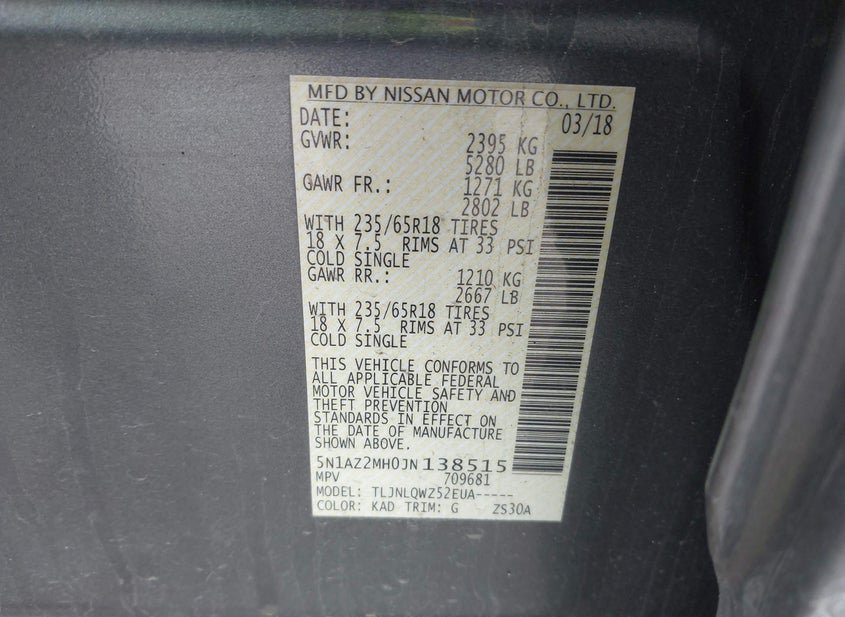 MFD BY NISSAN MOTOR CO., LTD.
DATE: 03/18
GVWR: 2395 KG
5280 LB
GAWR FR.: 1271 KG
2802 LB
WITH 235/65R18 TIRES
18 X 7.5 RIMS AT 33 PSI
COLD SINGLE
GAWR RR.: 1210 KG
2667 LB
WITH 235/65R18 TIRES
18 X 7.5 RIMS AT 33 PSI
COLD SINGLE
THIS VEHICLE CONFORMS TO
ALL APPLICABLE FEDERAL
MOTOR VEHICLE SAFETY AND
THEFT PREVENTION
STANDARDS IN EFFECT ON
THE DATE OF MANUFACTURE
SHOWN ABOVE.
5N1AZ2MH0JN138515
MPV 709681
MODEL: TLJNLQWZ52EUA-----
COLOR: KAD TRIM: G ZS30A